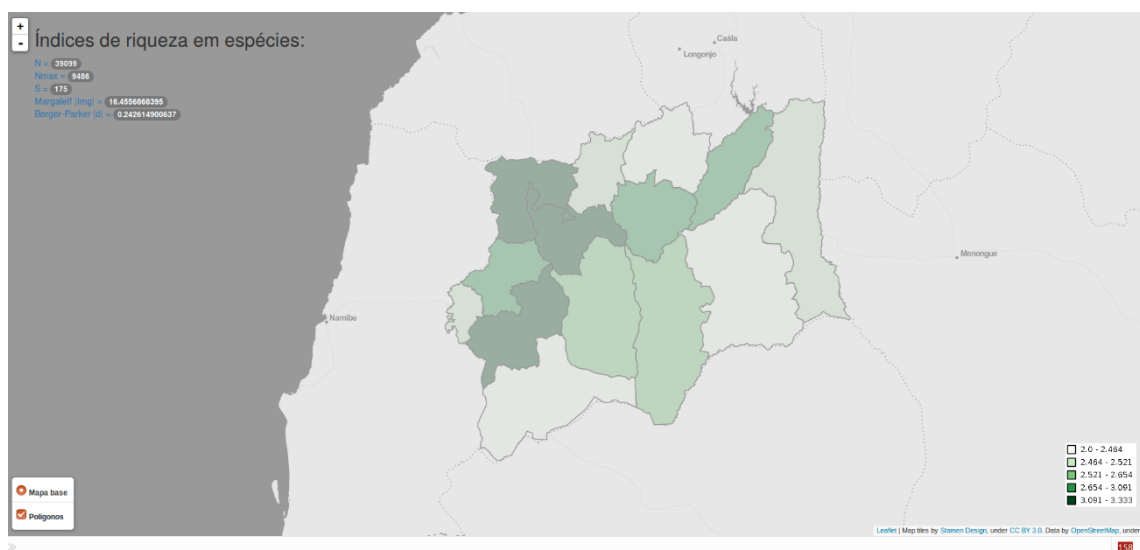 +
-
Índices de riqueza em espécies:
N = 39099
Nmax = 9486
S = 175
Margaleff |Img| = 16.4556868395
Berger-Parker |d| = 0.242614900637
Caála
Longonjo
Menongue
Namibe
2.0 - 2.464
2.464 - 2.521
2.521 - 2.654
2.654 - 3.091
3.091 - 3.333
Mapa base
Polígonos
Leaflet | Map tiles by Stamen Design, under CC BY 3.0. Data by OpenStreetMap, under
»
158